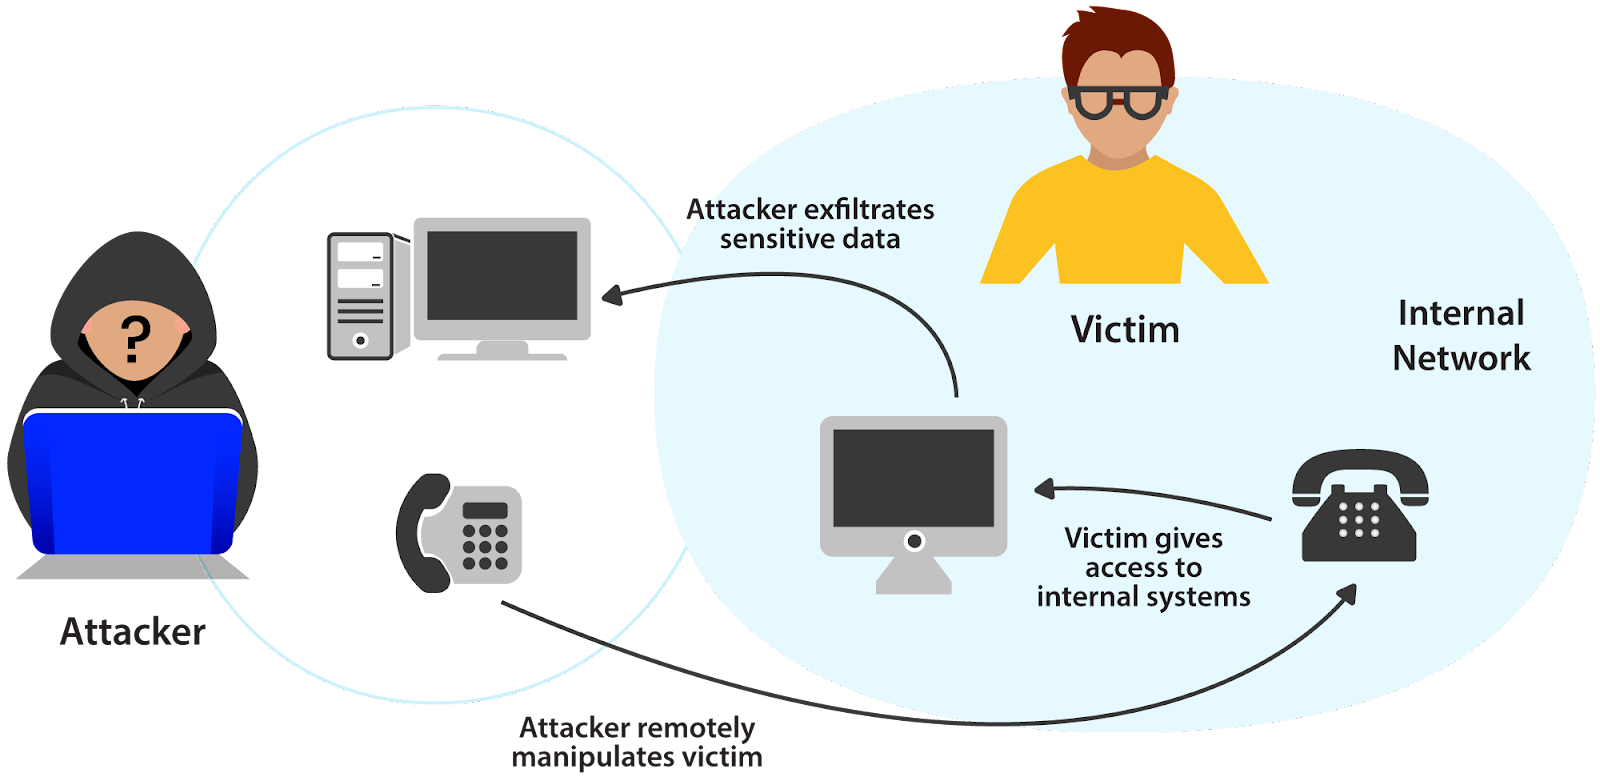 Attacker exfiltrates
sensitive data
Victim
Internal
Network
?
Victim gives
access to
internal systems
Attacker
Attacker remotely
manipulates victim